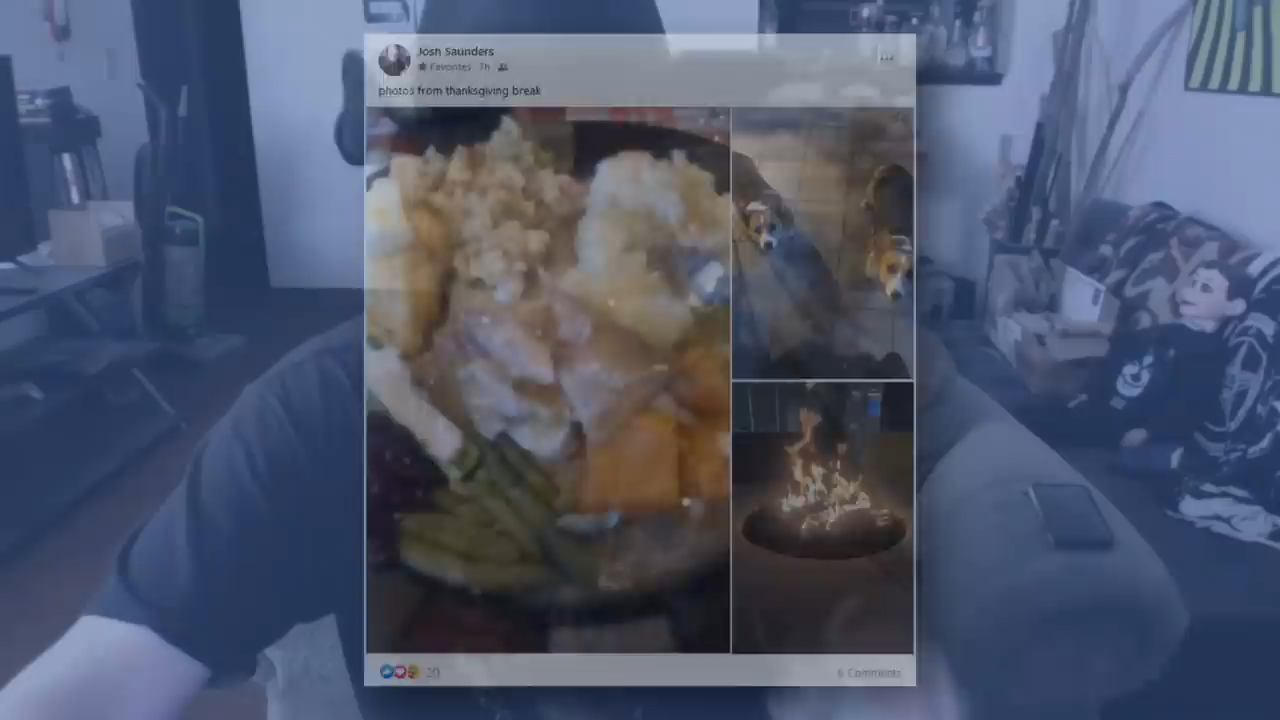 Josh Saunders
Favorites 7h
photos from thanksgiving break
20
6 Comments